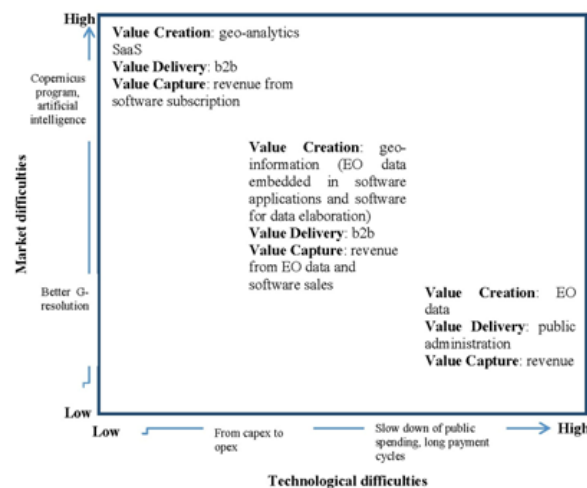 High
Value Creation: geo-analytics
SaaS
Value Delivery: b2b
Value Capture: revenue from
software subscription
Copernicus
program,
artificial
intelligence
Market difficulties
Value Creation: geo-
information (EO data
embedded in software
applications and software
for data elaboration)
Value Delivery: b2b
Value Capture: revenue
from EO data and
software sales
Better G-
resolution
Value Creation: EO
data
Value Delivery: public
administration
Value Capture: revenue
Low
Low
From capex to
opex
Slow down of public
spending, long payment
cycles
High
Technological difficulties